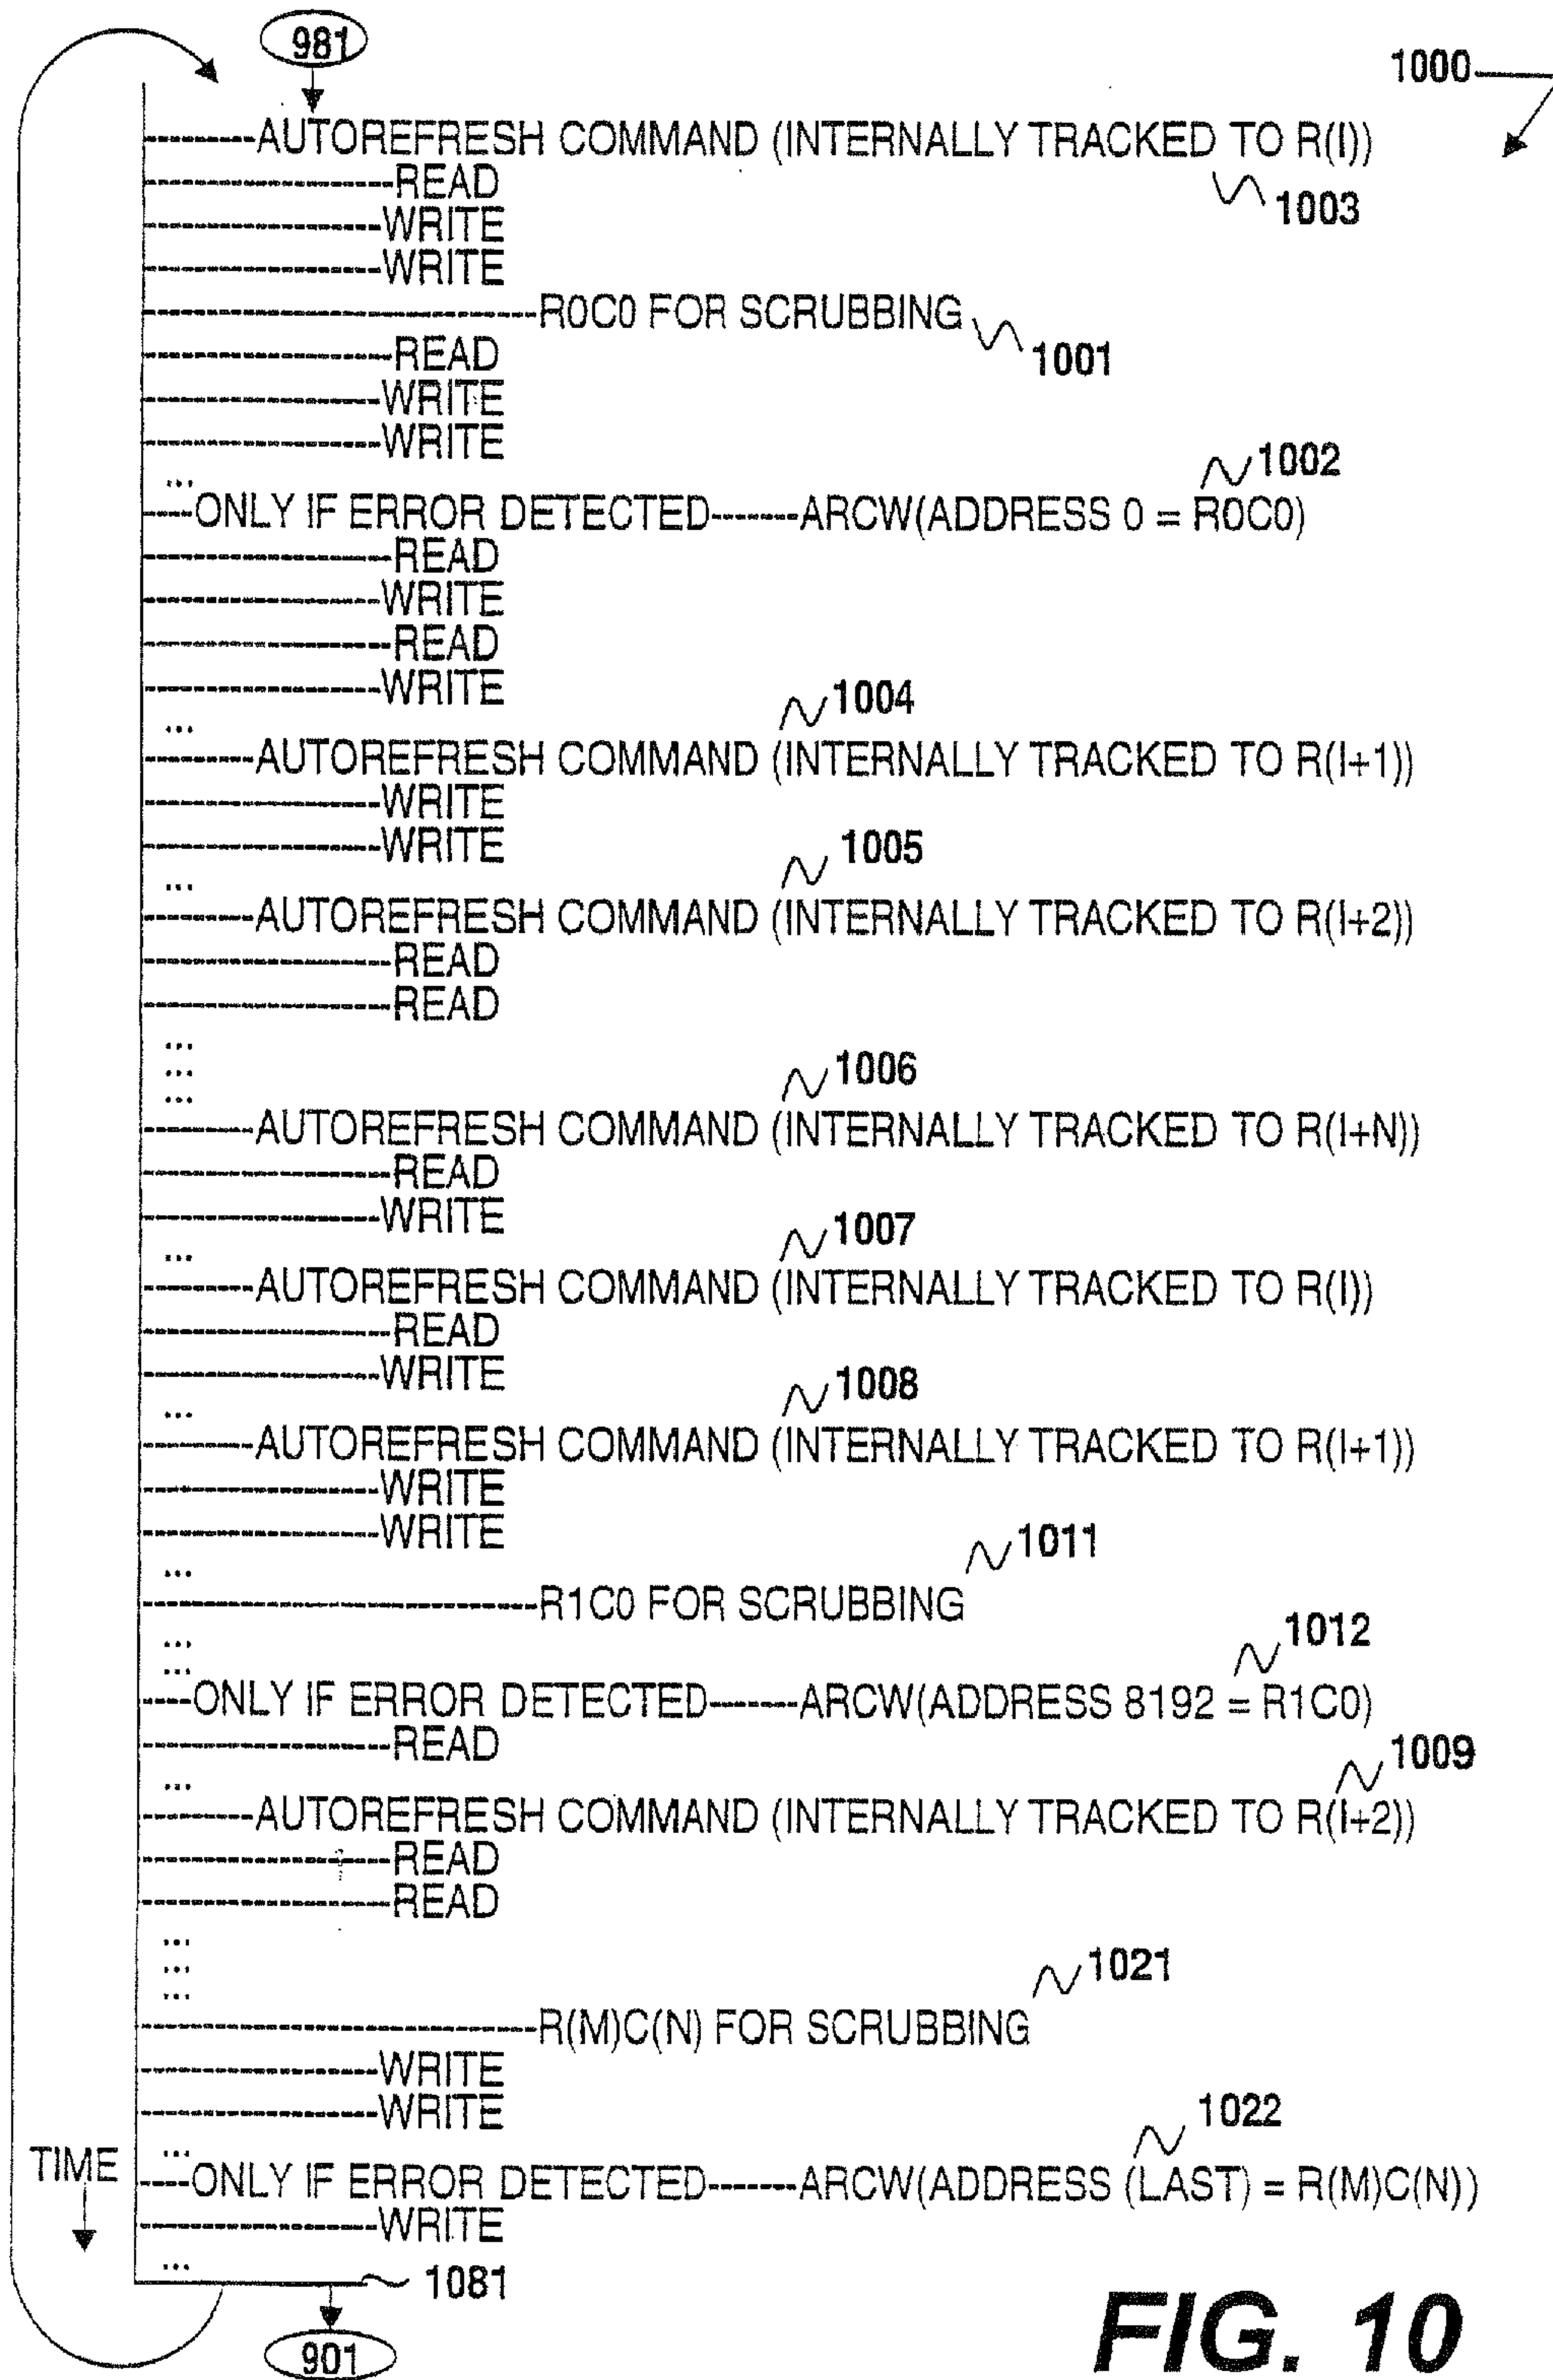 981
1000
AUTOREFRESH COMMAND (INTERNALLY TRACKED TO R(I))
READ
1003
WRITE
WRITE
R0C0 FOR SCRUBBING
1001
READ
WRITE
WRITE
1002
...
ONLY IF ERROR DETECTED-------ARCW(ADDRESS 0 = R0C0)
READ
WRITE
READ
WRITE
1004
...
AUTOREFRESH COMMAND (INTERNALLY TRACKED TO R(I+1))
WRITE
WRITE
1005
...
AUTOREFRESH COMMAND (INTERNALLY TRACKED TO R(I+2))
READ
READ
...
...
1006
...
AUTOREFRESH COMMAND (INTERNALLY TRACKED TO R(I+N))
READ
WRITE
1007
...
AUTOREFRESH COMMAND (INTERNALLY TRACKED TO R(I))
READ
WRITE
1008
...
AUTOREFRESH COMMAND (INTERNALLY TRACKED TO R(I+1))
WRITE
WRITE
1011
...
R1C0 FOR SCRUBBING
...
1012
...
ONLY IF ERROR DETECTED-------ARCW(ADDRESS 8192 = R1C0)
READ
1009
...
AUTOREFRESH COMMAND (INTERNALLY TRACKED TO R(I+2))
READ
READ
...
...
1021
...
R(M)C(N) FOR SCRUBBING
WRITE
WRITE
1022
...
TIME
ONLY IF ERROR DETECTED-------ARCW(ADDRESS (LAST) = R(M)C(N))
WRITE
...
1081
901
FIG. 10